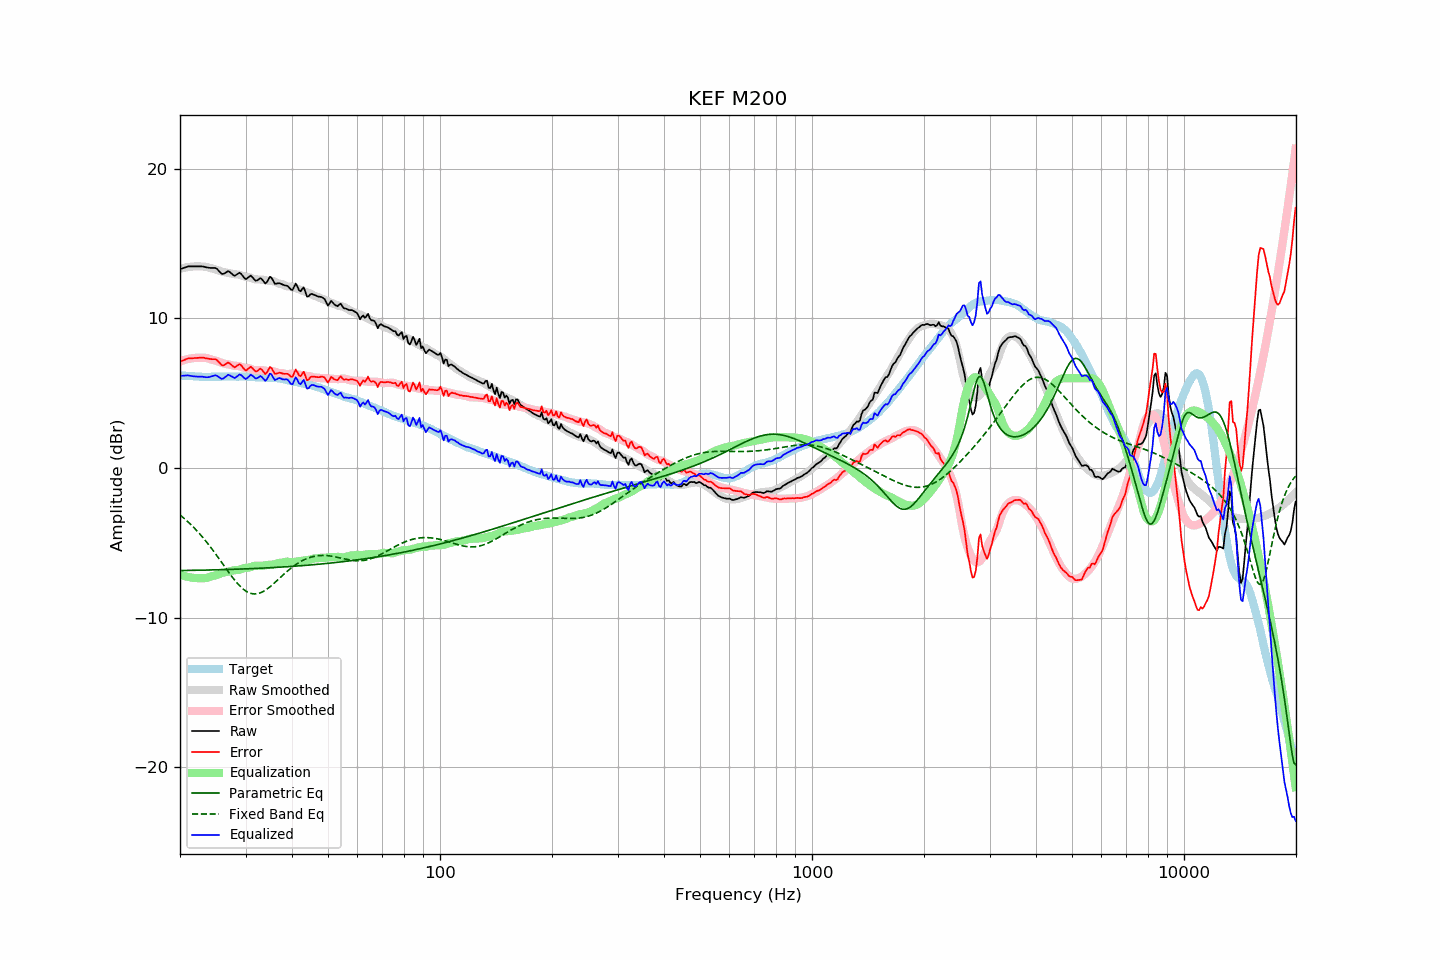 KEF M200
20
10
0
−10
−20
Amplitude (dBr)
Target
Raw Smoothed
Error Smoothed
Raw
Error
Equalization
Parametric Eq
Fixed Band Eq
Equalized
100
1000
10000
Frequency (Hz)